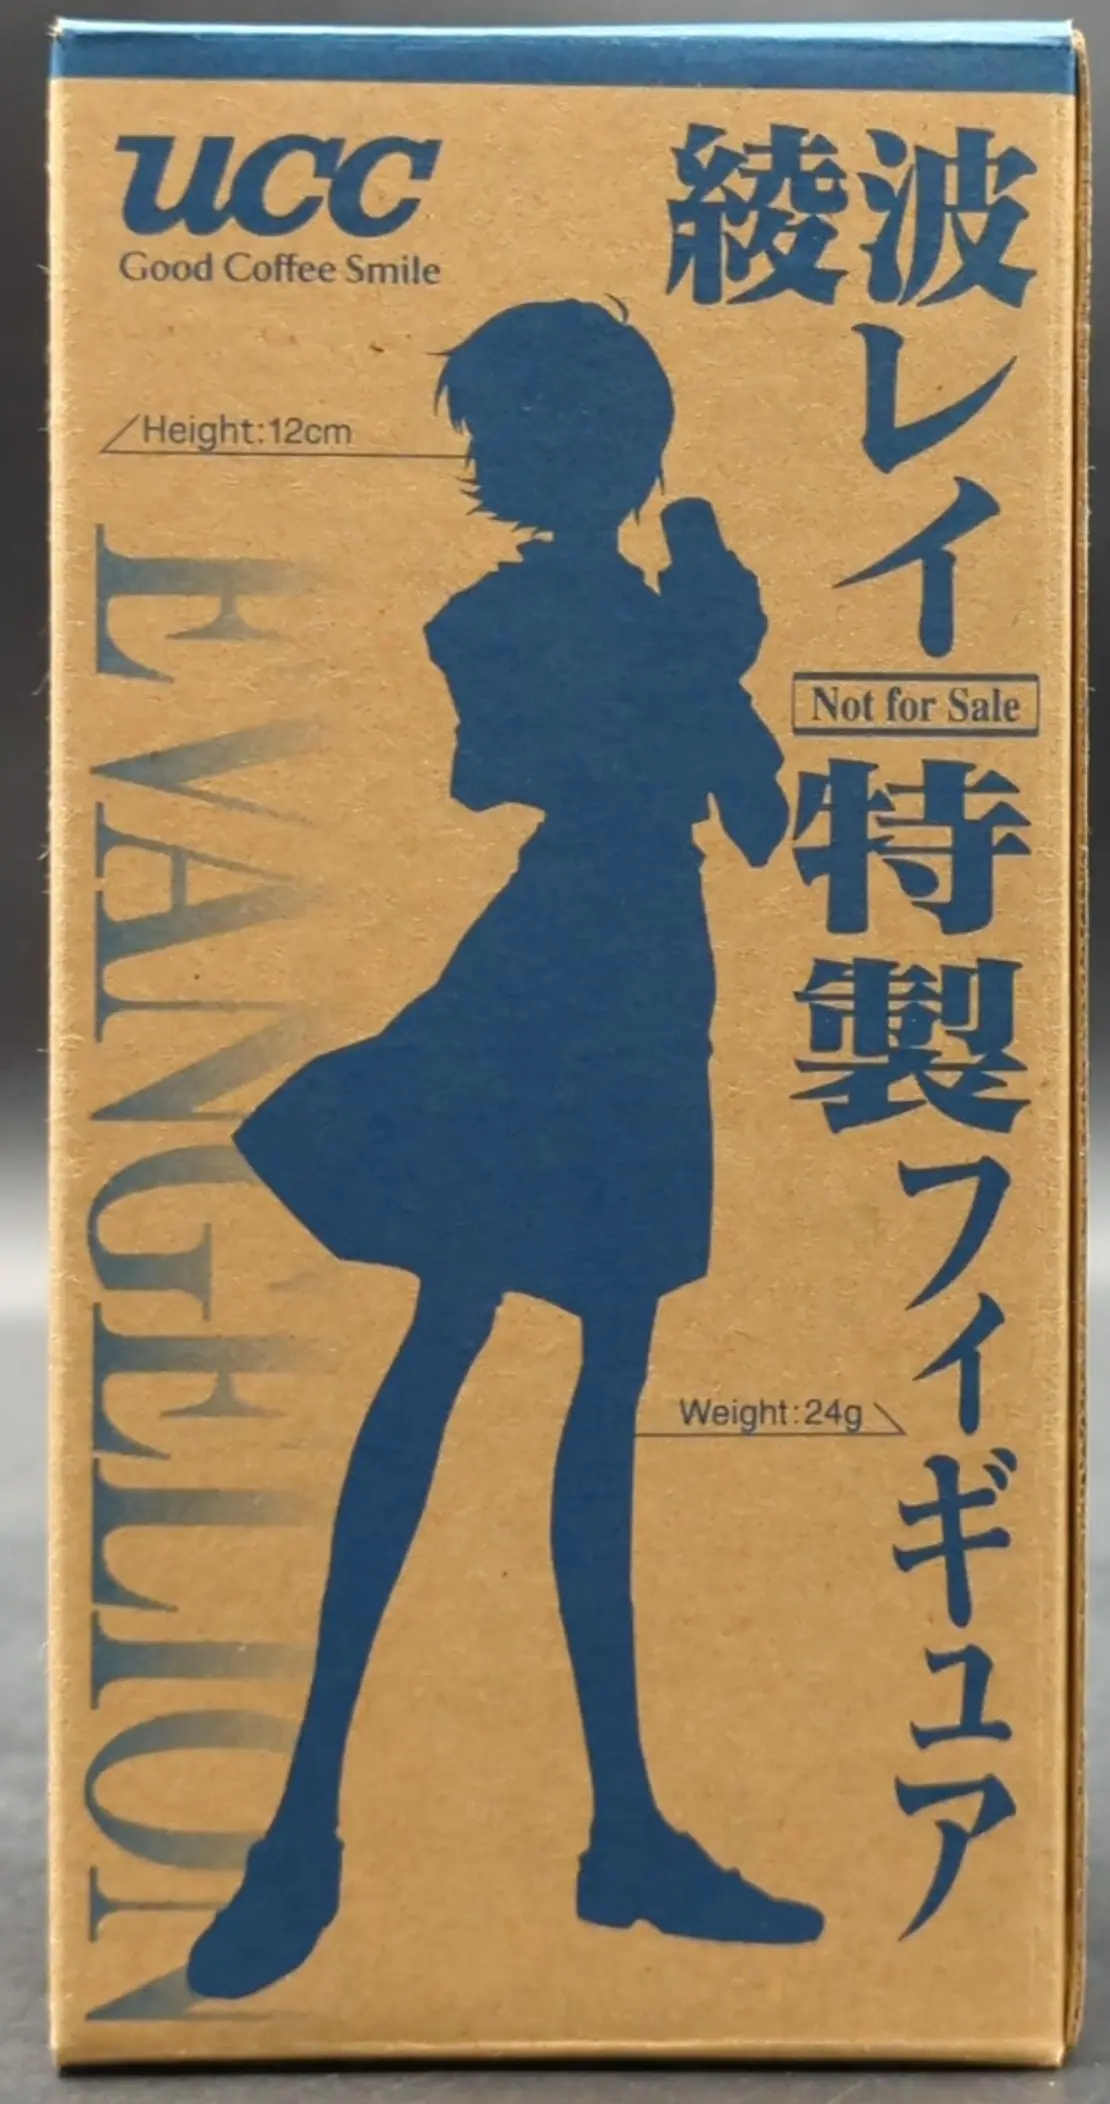 ucc
Good Coffee Smile
綾波レイ
Not for Sale
特製フィギュア
Height:12cm
EVANGELION
Weight:24g